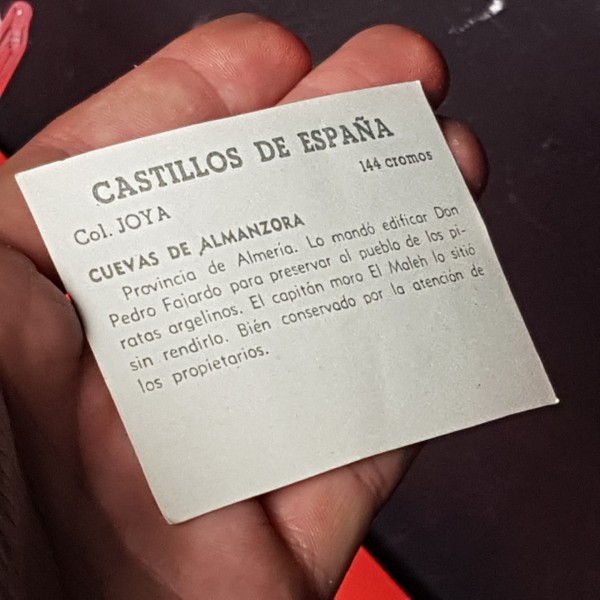 CASTILLOS DE ESPAÑA
144 cromos
Col. JOYA
CUEVAS DE ALMANZORA
Provincia de Almería. Lo mandó edificar Don
Pedro Fajardo para preservar al pueblo de los pi-
ratas argelinos. El capitán moro El Maleh lo sitió
sin rendirlo. Bién conservado por la atención de
los propietarios.